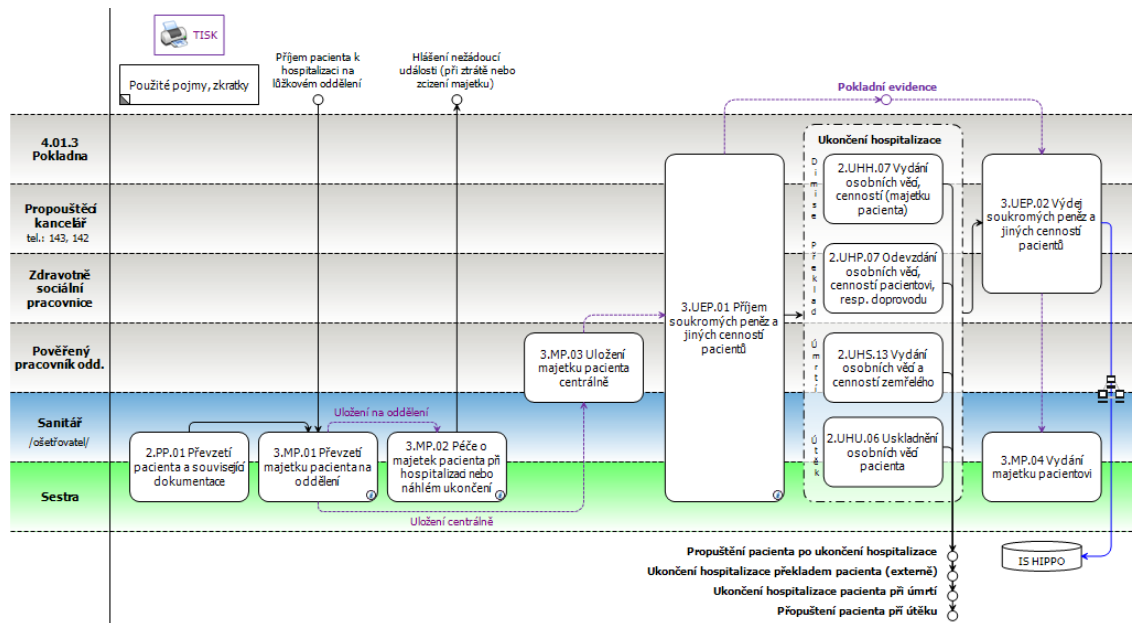 TISK
Použité pojmy, zkratky
Příjem pacienta k
hospitalizaci na
lůžkovém oddělení
Hlášení nežádoucí
události (při ztrátě nebo
zcizení majetku)
Pokladní evidence
4.01.3
Pokladna
Propouštěcí
kancelář
tel.: 143, 142
Zdravotně
sociální
pracovnice
Pověřený
pracovník odd.
Sanitář
/ošetřovatel/
Sestra
2.PP.01 Převzetí
pacienta a související
dokumentace
3.MP.01 Převzetí
majetku pacienta na
oddělení
Uložení na oddělení
3.MP.02 Péče o
majetek pacienta při
hospitalizaci nebo
náhlém ukončení
Uložení centrálně
3.MP.03 Uložení
majetku pacienta
centrálně
3.UEP.01 Příjem
soukromých peněz a
jiných cenností
pacientů
Ukončení hospitalizace
Dimise
2.UHH.07 Vydání
osobních věcí,
cenností (majetku
pacienta)
Překlad
2.UHP.07 Odevzdání
osobních věcí,
cenností pacientovi,
resp. doprovodu
Úmrtí
2.UHS.13 Vydání
osobních věcí a
cenností zemřelého
Útěk
2.UHU.06 Uskladnění
osobních věcí
pacienta
3.UEP.02 Výdej
soukromých peněz a
jiných cenností
pacientů
3.MP.04 Vydání
majetku pacientovi
IS HIPPO
Propuštění pacienta po ukončení hospitalizace
Ukončení hospitalizace překladem pacienta (externě)
Ukončení hospitalizace pacienta při úmrtí
Přopuštení pacienta při útěku